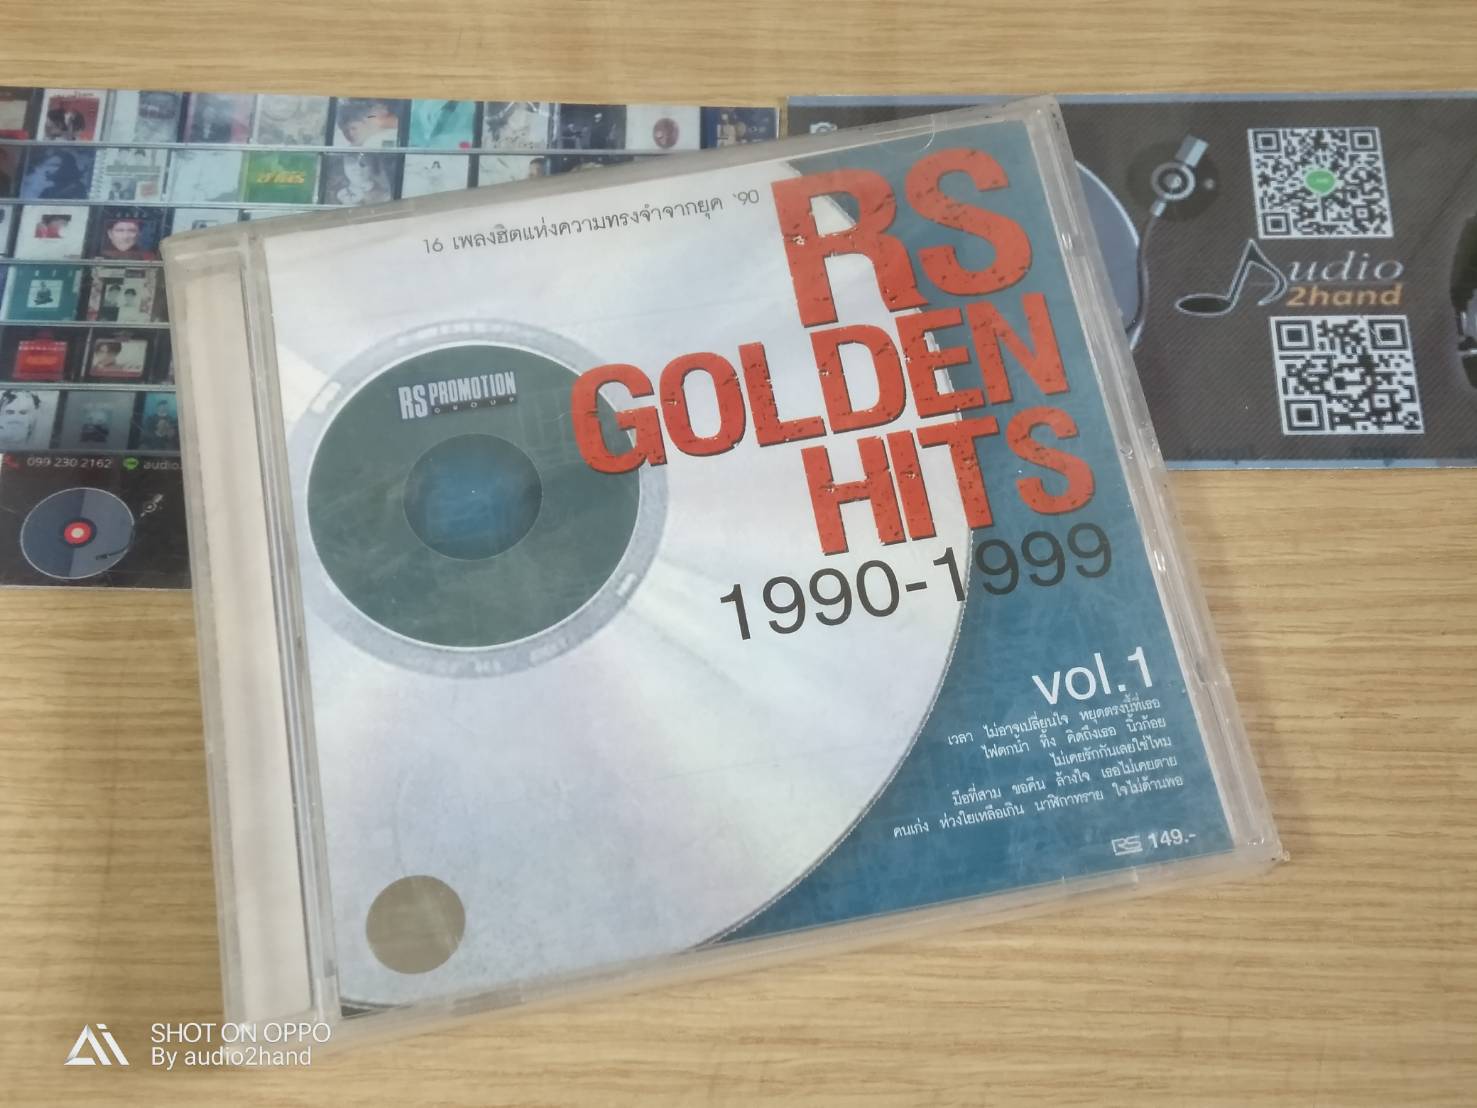 16 เพลงฮิตแห่งความทรงจำจากยุค '90
RS
GOLDEN
HITS
1990-1999
RS PROMOTION
GROUP
vol.1
เวลา ไม่อาจเปลี่ยนใจ หยุดตรงนี้ที่เธอ
ไฟตกน้ำ ทิ้ง คิดถึงเธอ นิ้วก้อย
ไม่เคยรักกันเลยใช่ไหม
มือที่สาม ขอคืน ล้างใจ เธอไม่เคยตาย
คนเก่ง ห่วงใยเหลือเกิน นาฬิกาทราย ใจไม่ด้านพอ
RS 149.-
udio
2hand
099 230 2162 audio
SHOT ON OPPO
By audio2hand